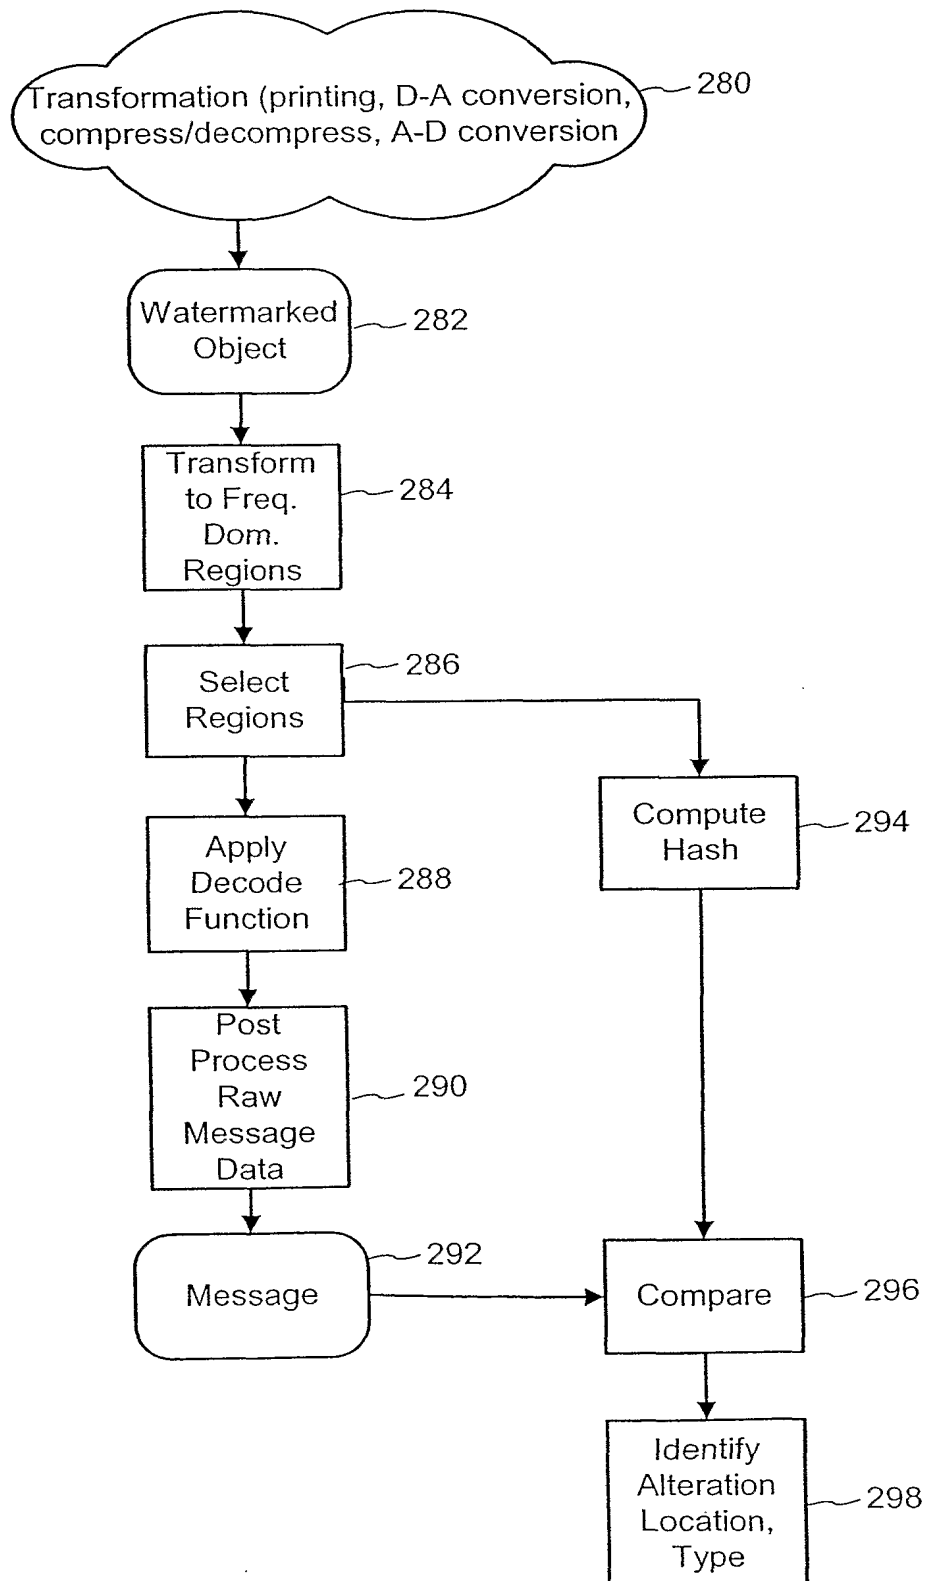 Transformation (printing, D-A conversion,
compress/decompress, A-D conversion
280
Watermarked
Object
282
Transform
to Freq.
Dom.
Regions
284
Select
Regions
286
Apply
Decode
Function
288
Compute
Hash
294
Post
Process
Raw
Message
Data
290
Message
292
Compare
296
Identify
Alteration
Location,
Type
298